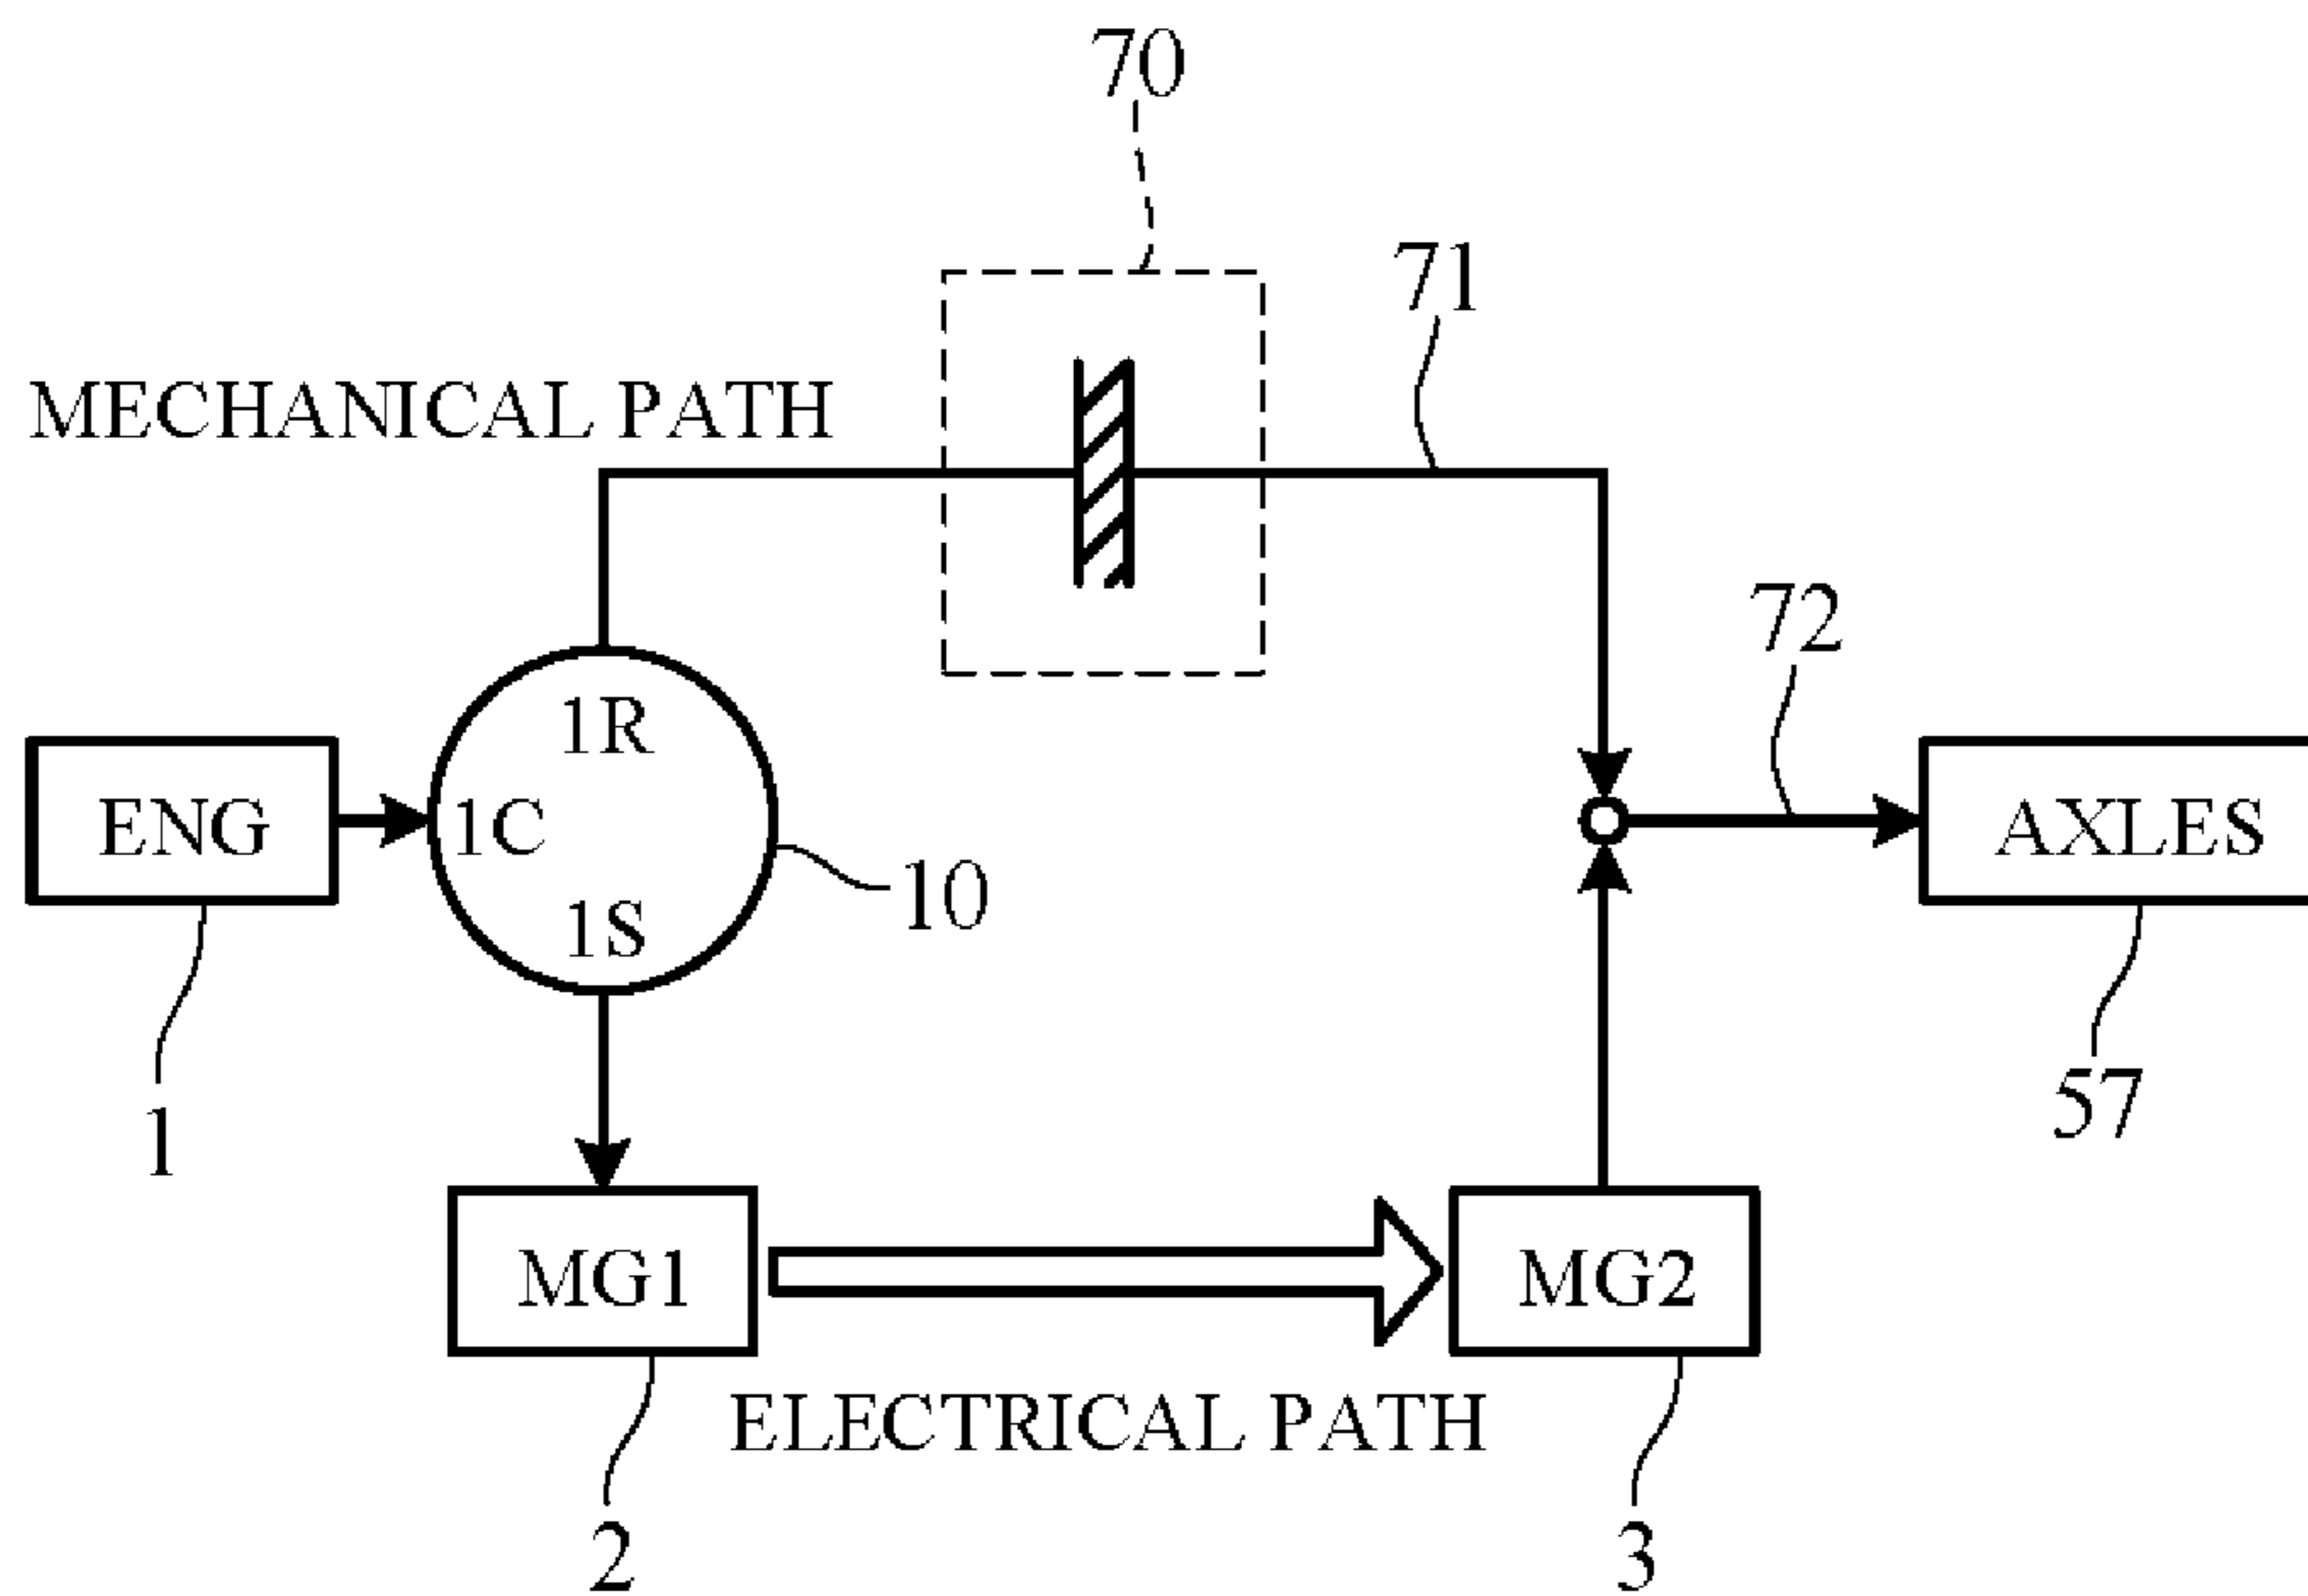 70
71
MECHANICAL PATH
72
1R
ENG
1C
AXLES
10
1S
1
57
MG1
MG2
ELECTRICAL PATH
2
3